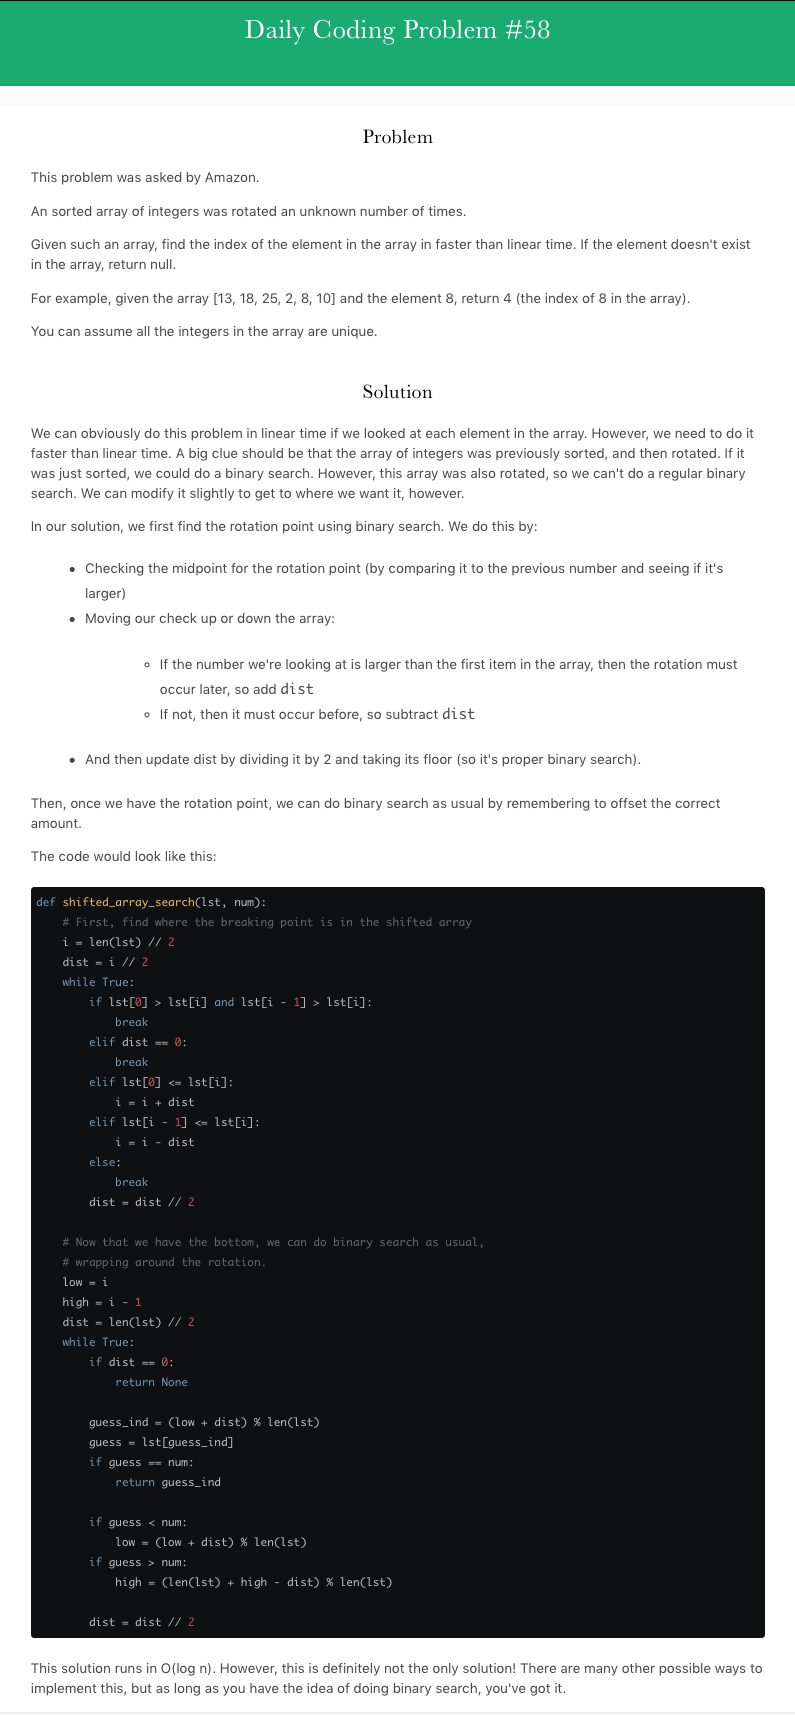 Daily Coding Problem #58
Problem
This problem was asked by Amazon.
An sorted array of integers was rotated an unknown number of times.
Given such an array, find the index of the element in the array in faster than linear time. If the element doesn't exist
in the array, return null.
For example, given the array [13, 18, 25, 2, 8, 10] and the element 8, return 4 (the index of 8 in the array).
You can assume all the integers in the array are unique.
Solution
We can obviously do this problem in linear time if we looked at each element in the array. However, we need to do it
faster than linear time. A big clue should be that the array of integers was previously sorted, and then rotated. If it
was just sorted, we could do a binary search. However, this array was also rotated, so we can't do a regular binary
search. We can modify it slightly to get to where we want it, however.
In our solution, we first find the rotation point using binary search. We do this by:
• Checking the midpoint for the rotation point (by comparing it to the previous number and seeing if it's
larger)
• Moving our check up or down the array:
◦ If the number we're looking at is larger than the first item in the array, then the rotation must
occur later, so add dist
◦ If not, then it must occur before, so subtract dist
• And then update dist by dividing it by 2 and taking its floor (so it's proper binary search).
Then, once we have the rotation point, we can do binary search as usual by remembering to offset the correct
amount.
The code would look like this:
def shifted_array_search(lst, num):
    # First, find where the breaking point is in the shifted array
    i = len(lst) // 2
    dist = i // 2
    while True:
        if lst[0] > lst[i] and lst[i - 1] > lst[i]:
            break
        elif dist == 0:
            break
        elif lst[0] <= lst[i]:
            i = i + dist
        elif lst[i - 1] <= lst[i]:
            i = i - dist
        else:
            break
        dist = dist // 2
    # Now that we have the bottom, we can do binary search as usual,
    # wrapping around the rotation.
    low = i
    high = i - 1
    dist = len(lst) // 2
    while True:
        if dist == 0:
            return None
        guess_ind = (low + dist) % len(lst)
        guess = lst[guess_ind]
        if guess == num:
            return guess_ind
        if guess < num:
            low = (low + dist) % len(lst)
        if guess > num:
            high = (len(lst) + high - dist) % len(lst)
        dist = dist // 2
This solution runs in O(log n). However, this is definitely not the only solution! There are many other possible ways to
implement this, but as long as you have the idea of doing binary search, you've got it.